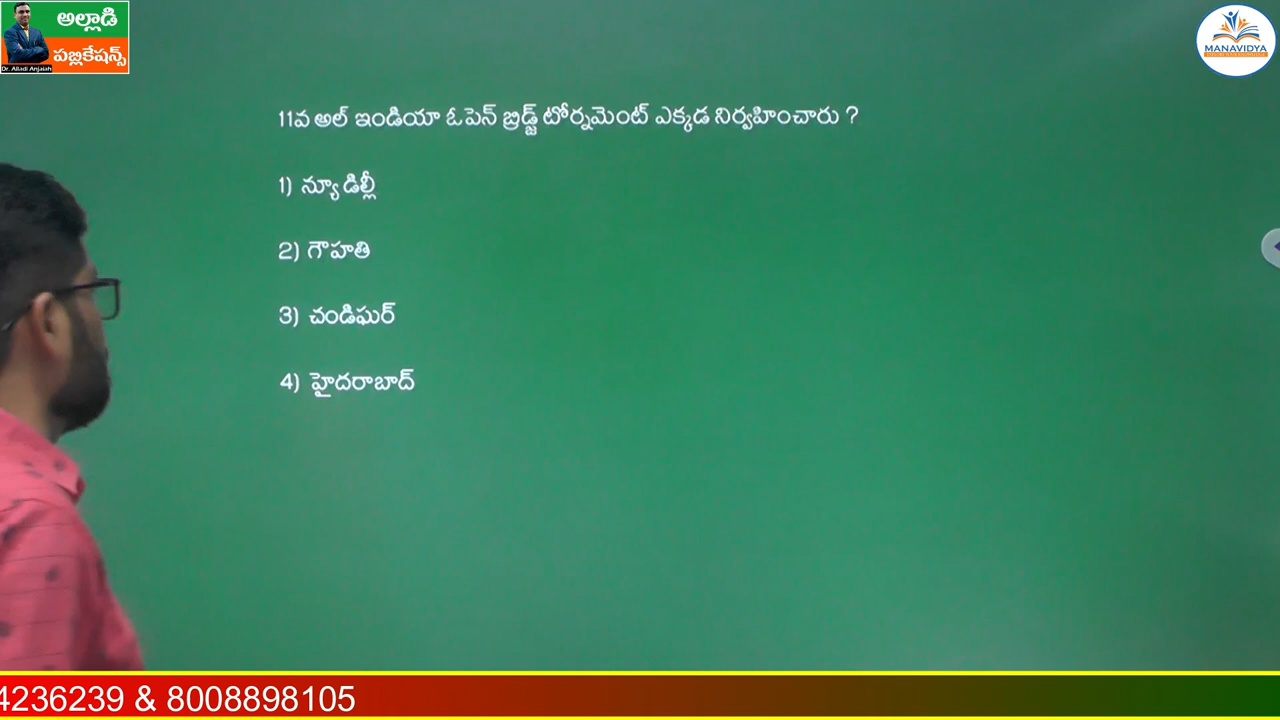 అల్లాడి
పబ్లికేషన్స్
Dr. Alladi Anjaiah
MANAVIDYA
11వ అల్ ఇండియా ఓపెన్ బ్రిడ్జ్ టోర్నమెంట్ ఎక్కడ నిర్వహించారు ?
1) న్యూడిల్లీ
2) గౌహతి
3) చండిఘర్
4) హైదరాబాద్
4236239 & 8008898105